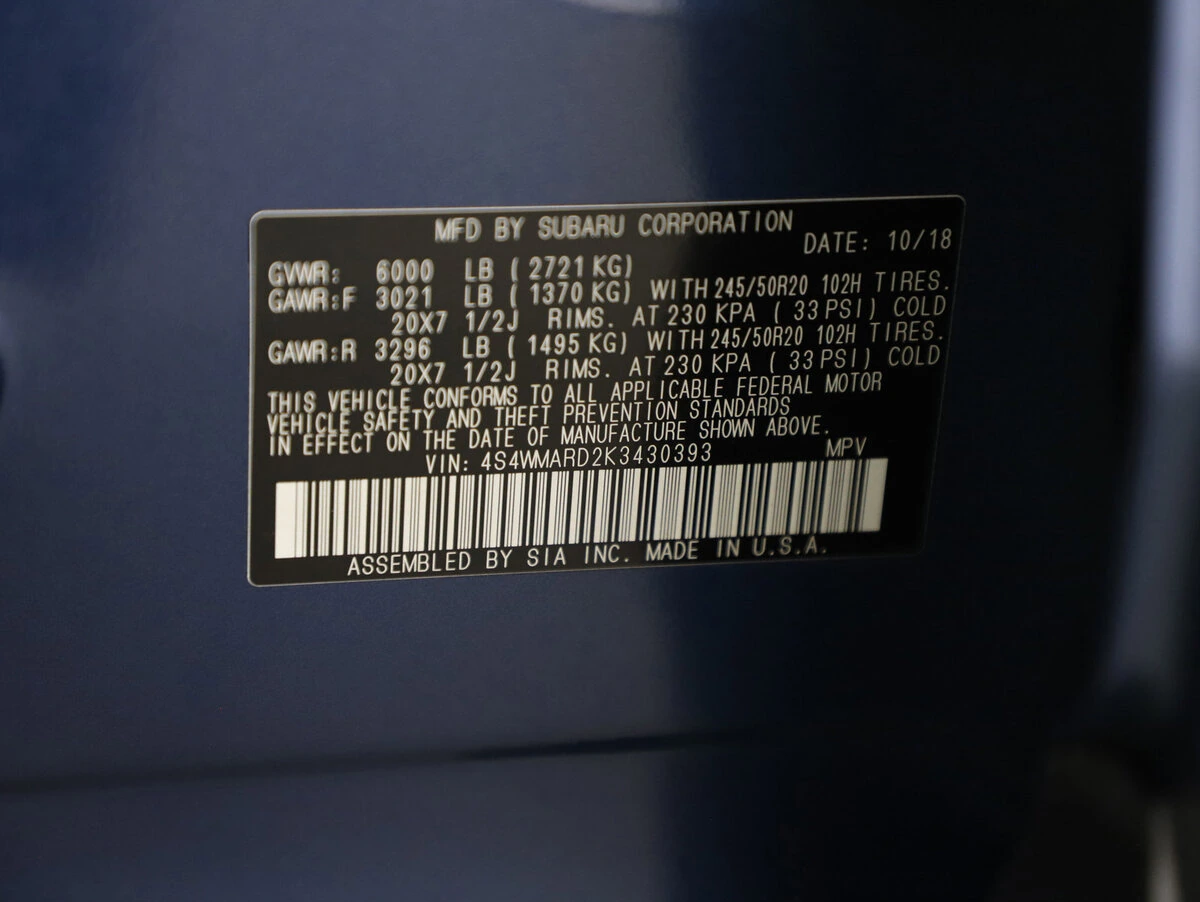 MFD BY SUBARU CORPORATION
DATE: 10/18
GVWR: 6000 LB ( 2721 KG)
GAWR:F 3021 LB ( 1370 KG) WITH 245/50R20 102H TIRES.
20X7 1/2J RIMS. AT 230 KPA ( 33 PSI) COLD
GAWR:R 3296 LB ( 1495 KG) WITH 245/50R20 102H TIRES.
20X7 1/2J RIMS. AT 230 KPA ( 33 PSI) COLD
THIS VEHICLE CONFORMS TO ALL APPLICABLE FEDERAL MOTOR
VEHICLE SAFETY AND THEFT PREVENTION STANDARDS
IN EFFECT ON THE DATE OF MANUFACTURE SHOWN ABOVE.
VIN: 4S4WMARD2K3430393 MPV
ASSEMBLED BY SIA INC. MADE IN U.S.A.